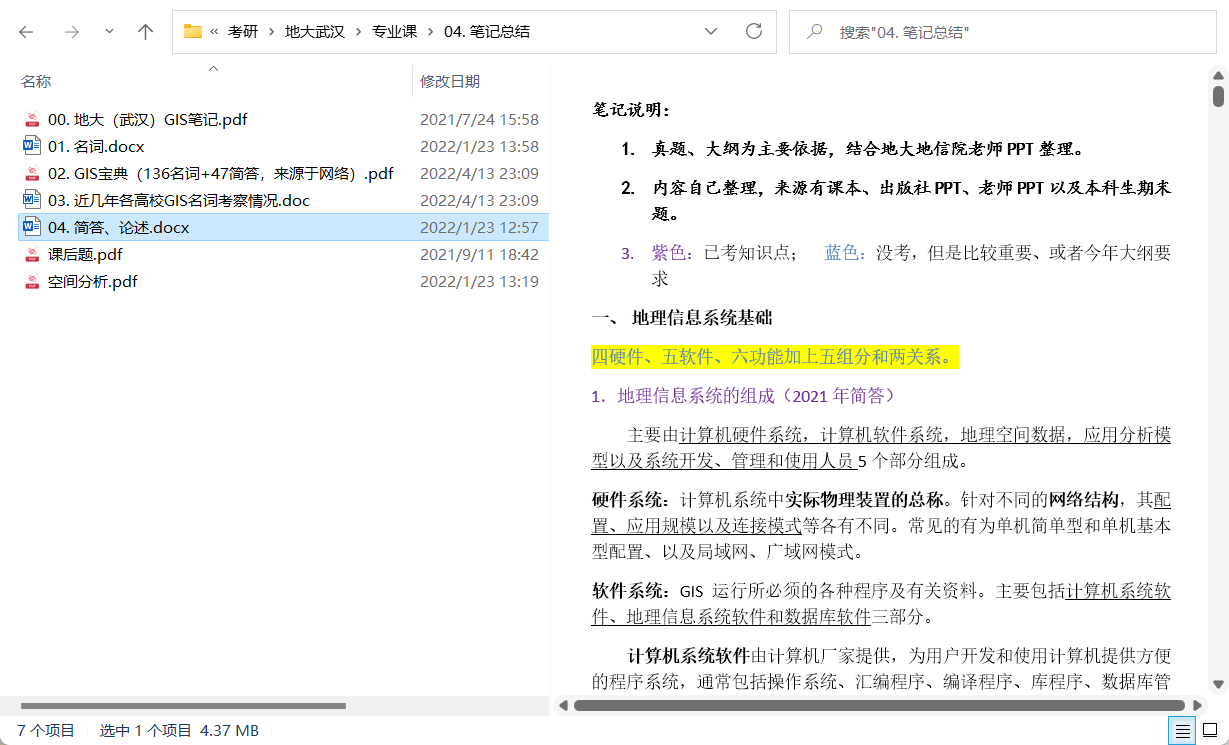 « 考研 › 地大武汉 › 专业课 › 04. 笔记总结
搜索"04. 笔记总结"
名称 修改日期
00. 地大（武汉）GIS笔记.pdf 2021/7/24 15:58
01. 名词.docx 2022/1/23 13:58
02. GIS宝典（136名词+47简答，来源于网络）.pdf 2022/4/13 23:09
03. 近几年各高校GIS名词考察情况.doc 2022/4/13 23:09
04. 简答、论述.docx 2022/1/23 12:57
课后题.pdf 2021/9/11 18:42
空间分析.pdf 2022/1/23 13:19
笔记说明：
1. 真题、大纲为主要依据，结合地大地信院老师 PPT 整理。
2. 内容自己整理，来源有课本、出版社 PPT、老师 PPT 以及本科生期末
题。
3. 紫色：已考知识点； 蓝色：没考，但是比较重要、或者今年大纲要
求
一、 地理信息系统基础
四硬件、五软件、六功能加上五组分和两关系。
1. 地理信息系统的组成（2021 年简答）
主要由计算机硬件系统，计算机软件系统，地理空间数据，应用分析模
型以及系统开发、管理和使用人员 5 个部分组成。
硬件系统：计算机系统中实际物理装置的总称。针对不同的网络结构，其配
置、应用规模以及连接模式等各有不同。常见的有为单机简单型和单机基本
型配置、以及局域网、广域网模式。
软件系统：GIS 运行所必须的各种程序及有关资料。主要包括计算机系统软
件、地理信息系统软件和数据库软件三部分。
计算机系统软件由计算机厂家提供，为用户开发和使用计算机提供方便
的程序系统，通常包括操作系统、汇编程序、编译程序、库程序、数据库管
7 个项目 选中 1 个项目 4.37 MB